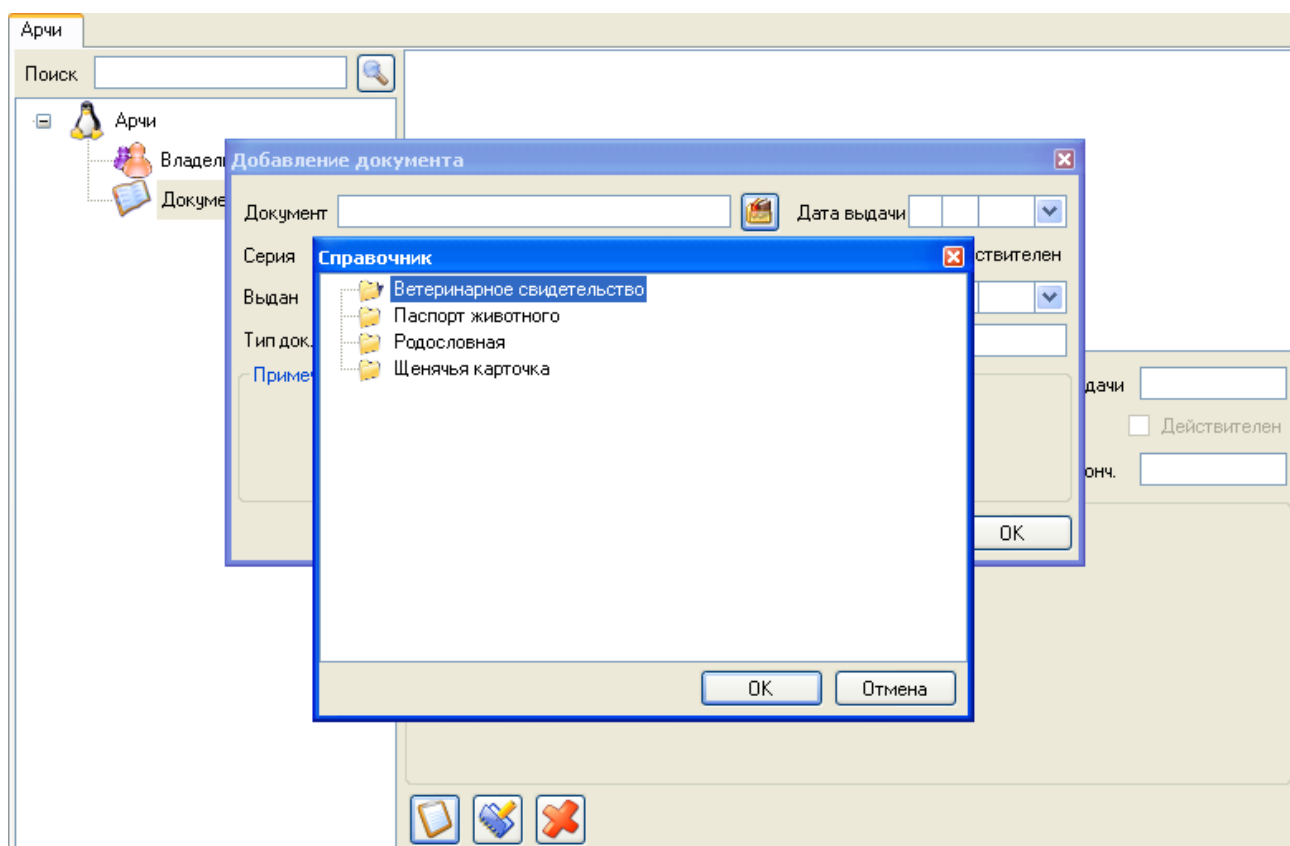 Арчи
Поиск
Арчи
Владел
Докуме
Добавление документа
Документ
Дата выдачи
Серия
ствителен
Выдан
Тип док.
Примеч
OK
Справочник
Ветеринарное свидетельство
Паспорт животного
Родословная
Щенячья карточка
OK
Отмена
дачи
Действителен
онч.